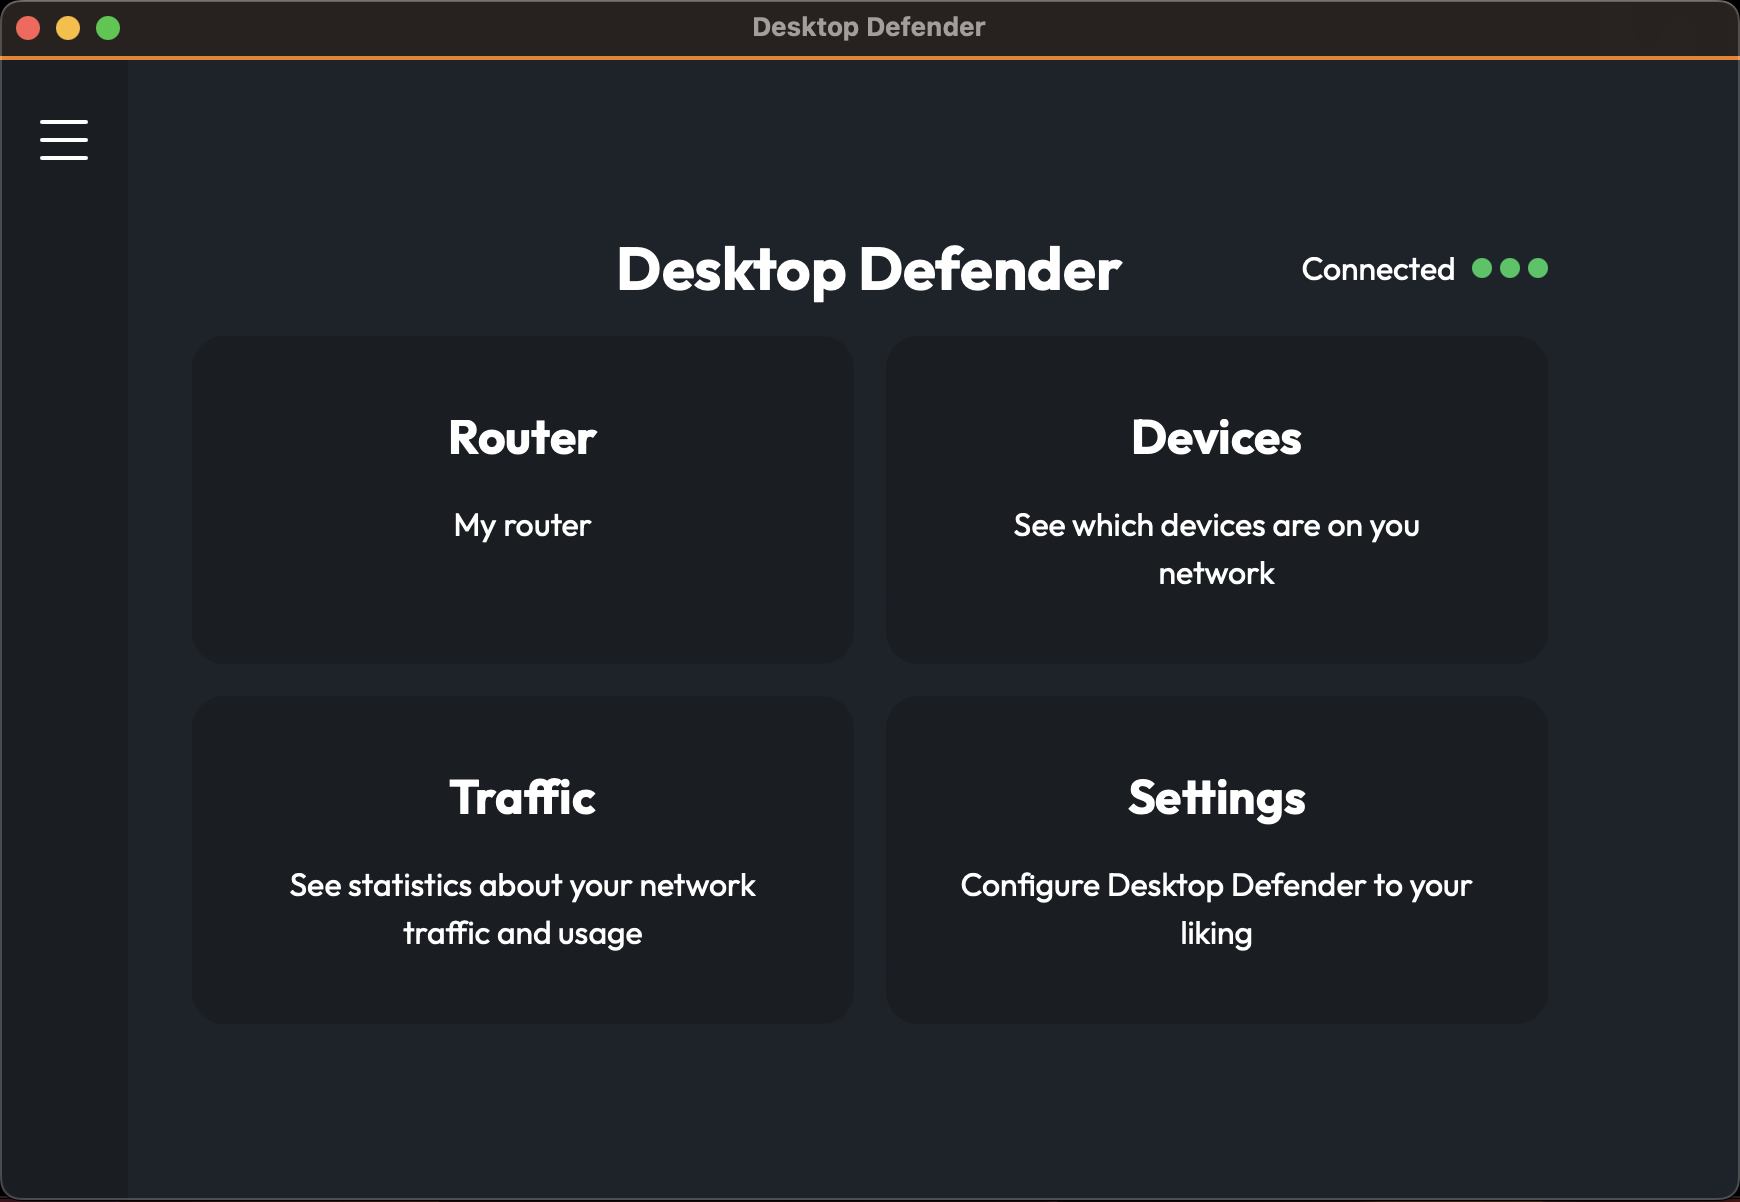 Desktop Defender
Desktop Defender
Connected
Router
My router
Devices
See which devices are on you
network
Traffic
See statistics about your network
traffic and usage
Settings
Configure Desktop Defender to your
liking